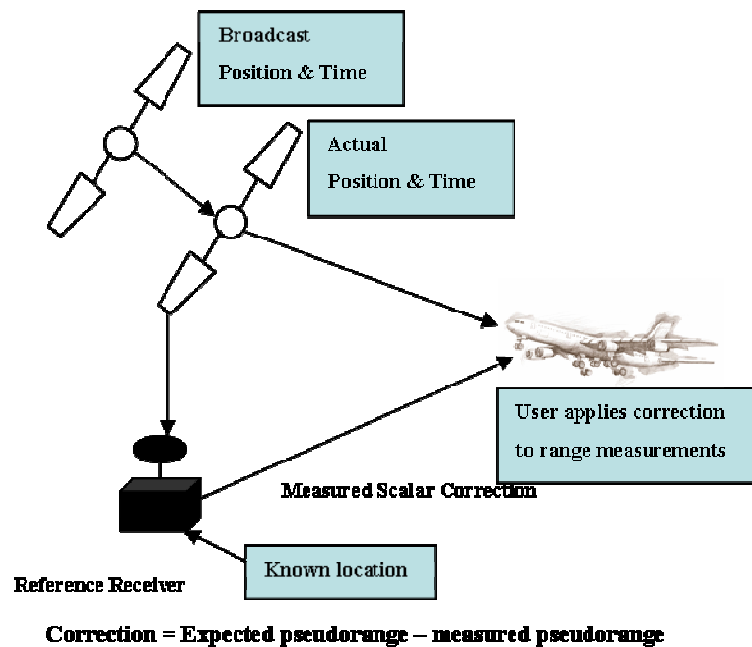 Broadcast
Position & Time
Actual
Position & Time
User applies correction
to range measurements
Measured Scalar Correction
Known location
Reference Receiver
Correction = Expected pseudorange – measured pseudorange